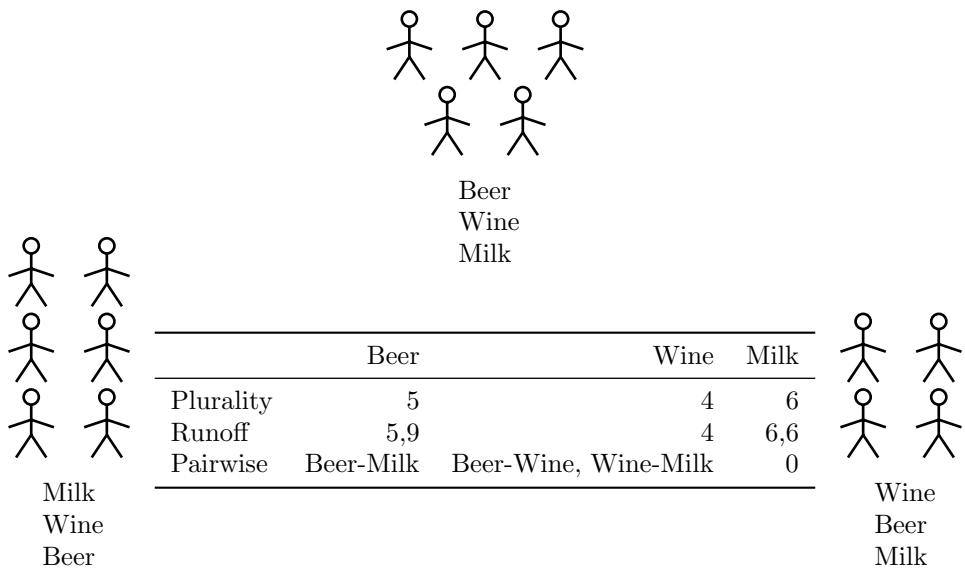 Beer
Wine
Milk
Beer Wine Milk
Plurality 5 4 6
Runoff 5,9 4 6,6
Pairwise Beer-Milk Beer-Wine, Wine-Milk 0
Milk
Wine
Beer
Wine
Beer
Milk